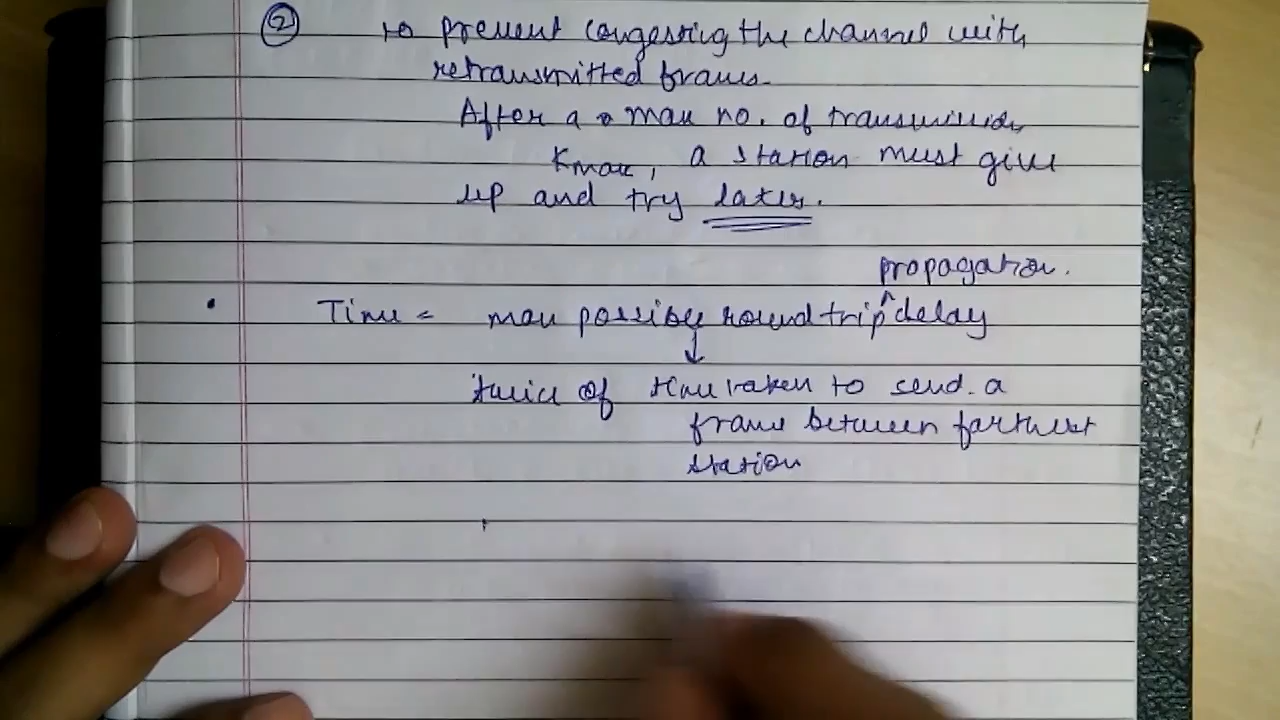 ② to prevent congesting the channel with
retransmitted frames.
After a max no. of transmission
Kmax, a station must give
up and try later.
propagation.
• Time = max possible round trip ^ delay
↓
twice of time taken to send a
frame between farthest
station